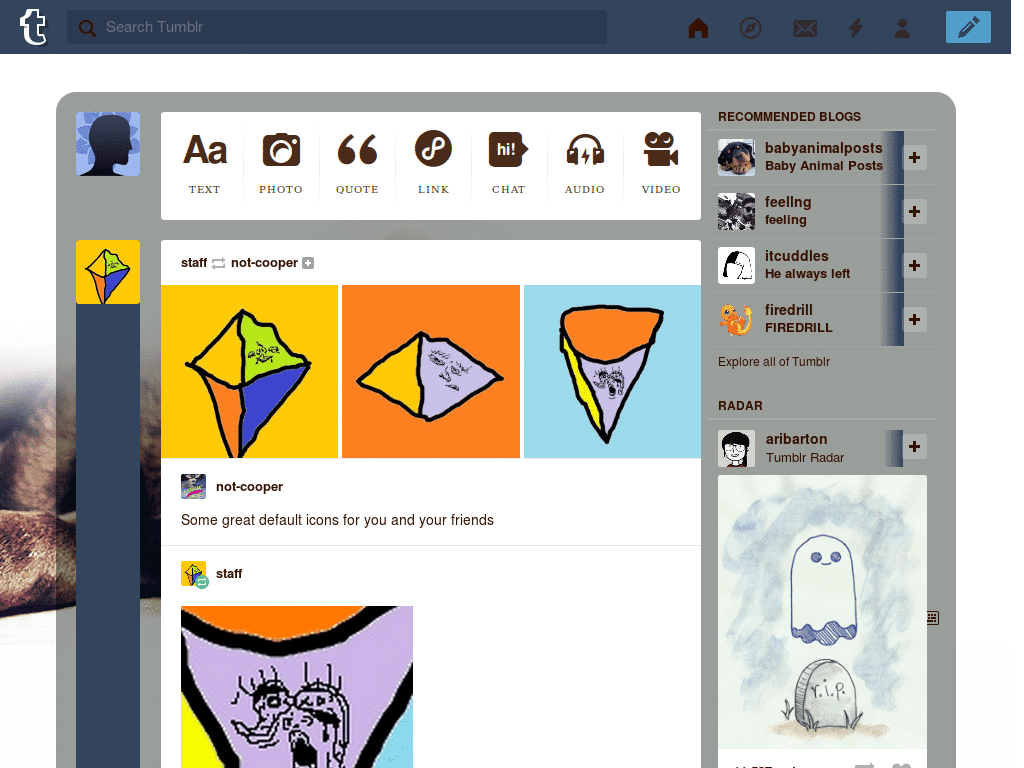 Search Tumblr
Aa
hi!
TEXT PHOTO QUOTE LINK CHAT AUDIO VIDEO
staff not-cooper
not-cooper
Some great default icons for you and your friends
staff
RECOMMENDED BLOGS
babyanimalposts
Baby Animal Posts
feellng
feeling
itcuddles
He always left
firedrill
FIREDRILL
Explore all of Tumblr
RADAR
aribarton
Tumblr Radar
r.i.p.